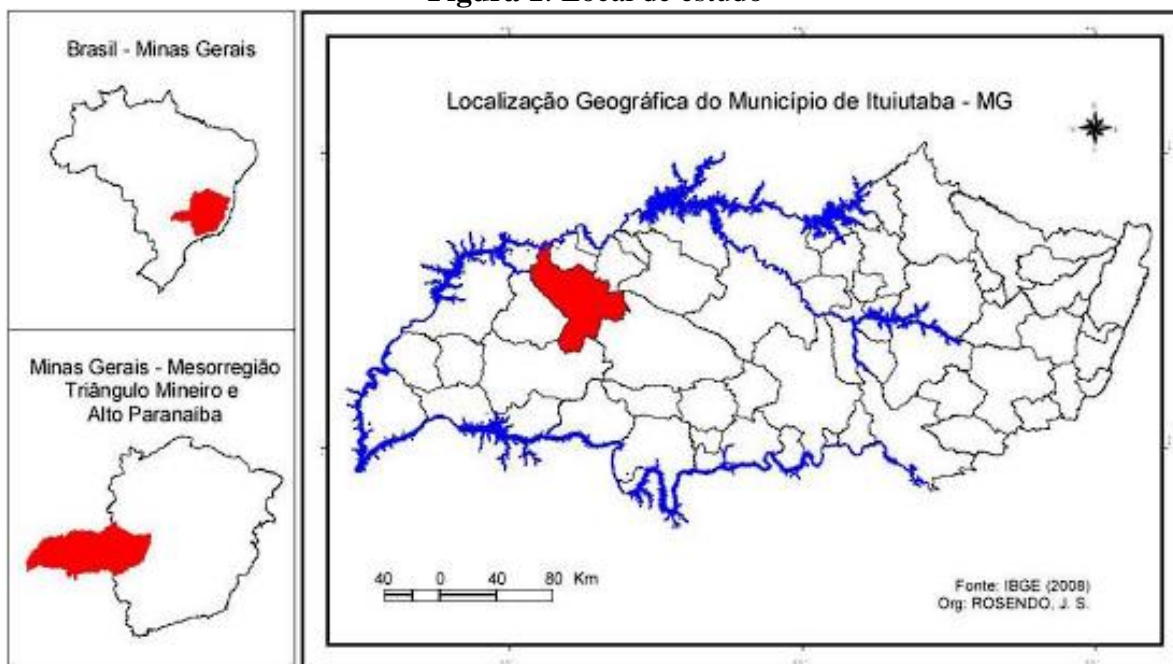 Figura 1: Local de estudo
Brasil - Minas Gerais
Minas Gerais - Mesorregião
Triângulo Mineiro e
Alto Paranaíba
Localização Geográfica do Município de Ituiutaba - MG
40 0 40 80 Km
Fonte: IBGE (2008)
Org: ROSENDO, J. S.